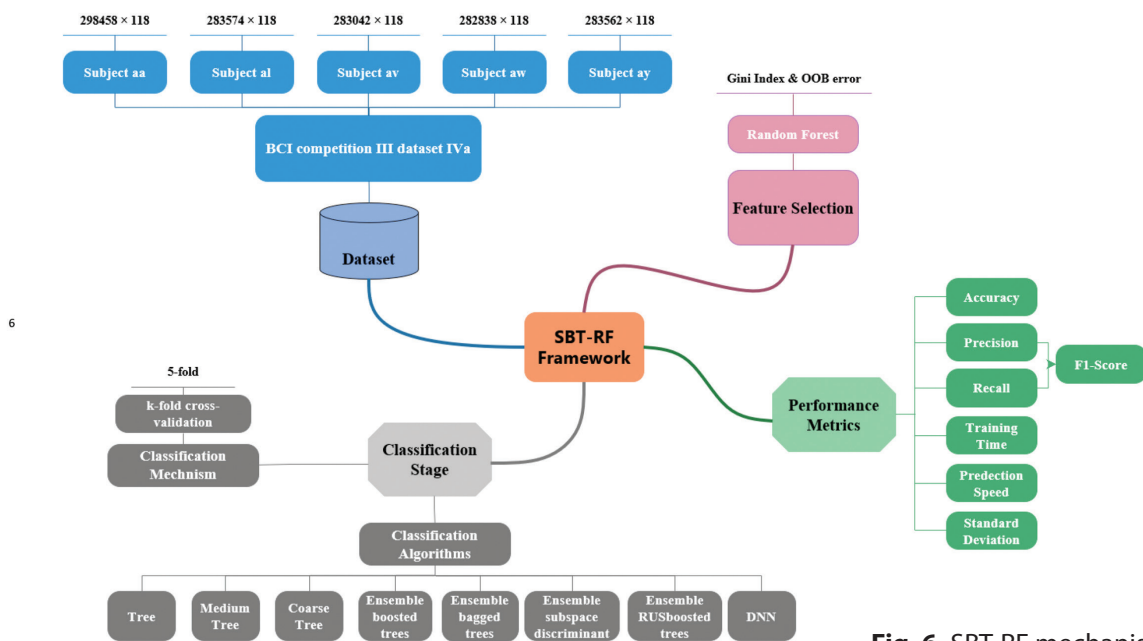 298458 × 118
283574 × 118
283042 × 118
282838 × 118
283562 × 118
Subject aa
Subject al
Subject av
Subject aw
Subject ay
BCI competition III dataset IVa
Dataset
Gini Index & OOB error
Random Forest
Feature Selection
6
SBT-RF
Framework
Accuracy
Precision
Recall
F1-Score
Training
Time
Predection
Speed
Standard
Deviation
Performance
Metrics
5-fold
k-fold cross-
validation
Classification
Mechnism
Classification
Stage
Classification
Algorithms
Tree
Medium
Tree
Coarse
Tree
Ensemble
boosted
trees
Ensemble
bagged
trees
Ensemble
subspace
discriminant
Ensemble
RUSboosted
trees
DNN
Fig. 6 SBT-RF mechanis